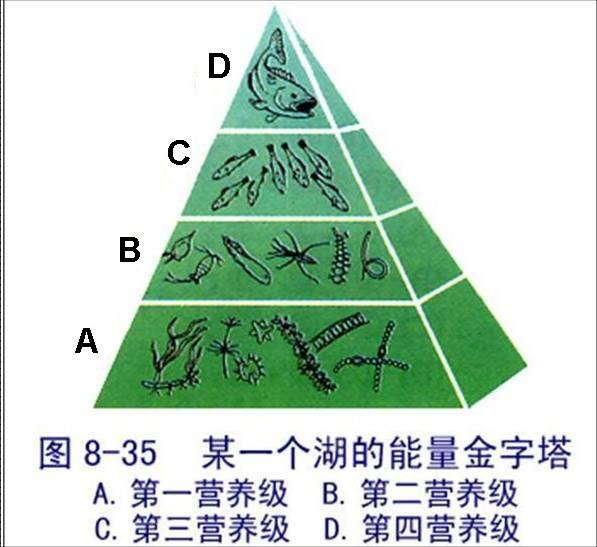 D
C
B
A
图 8-35 某一个湖的能量金字塔
A. 第一营养级 B. 第二营养级
C. 第三营养级 D. 第四营养级